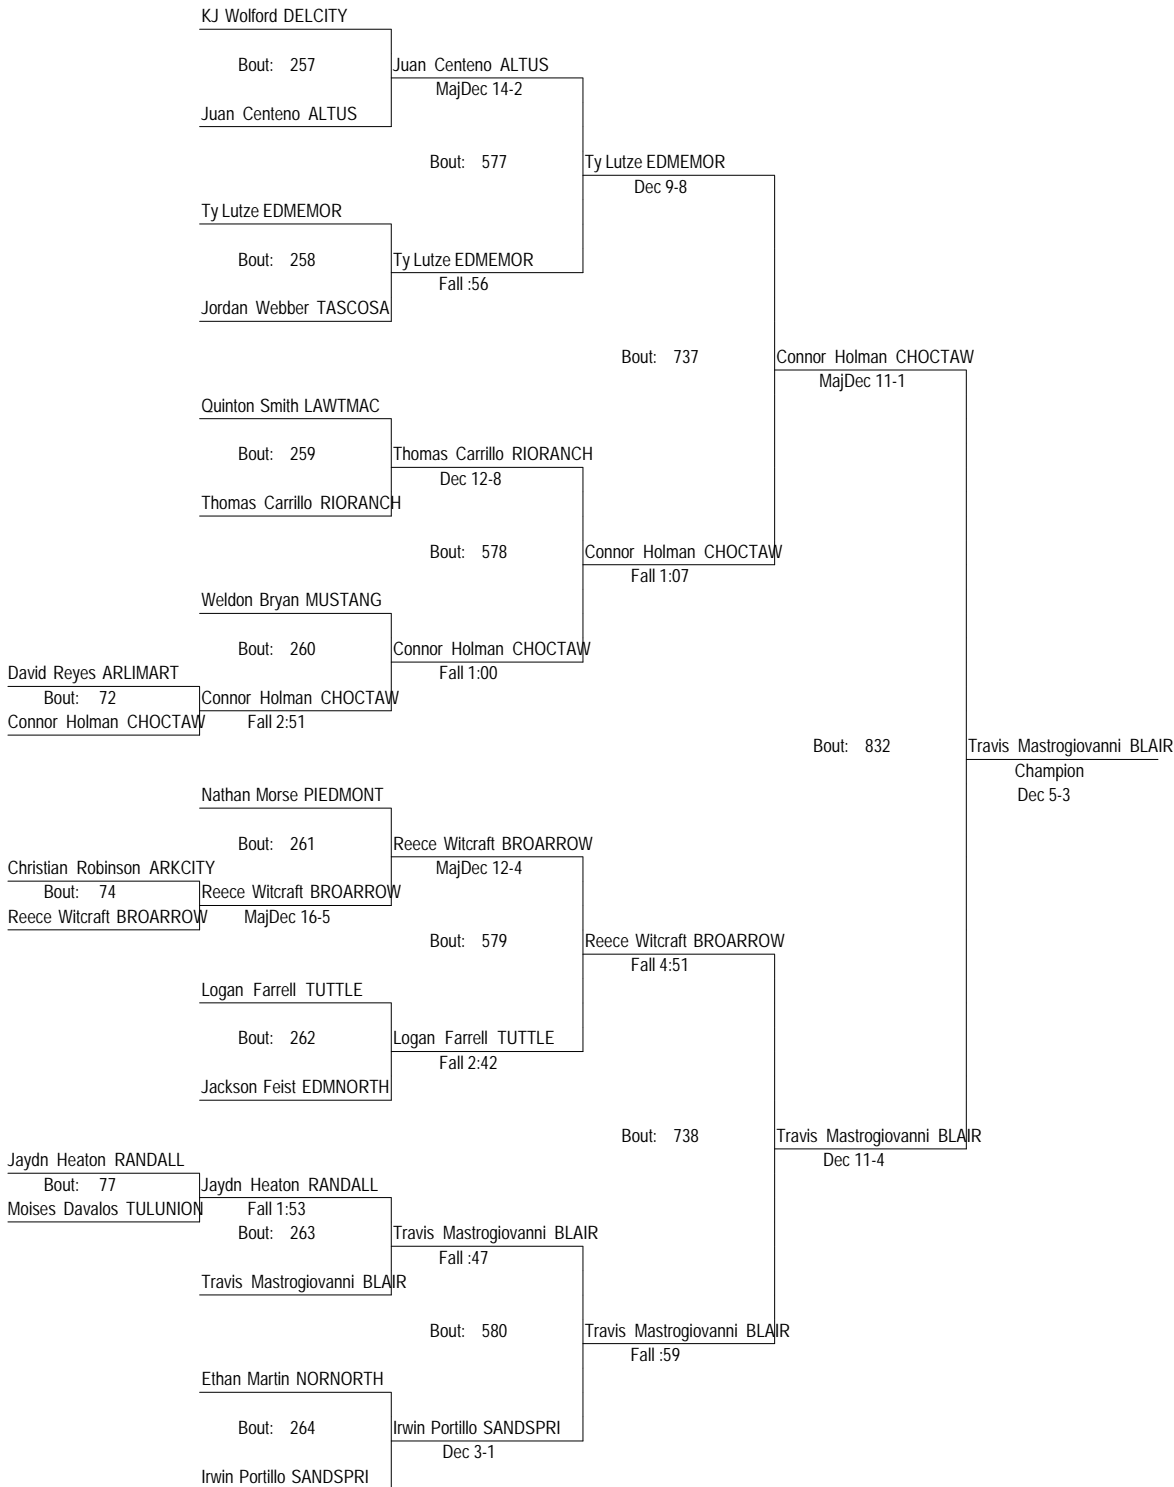 KJ Wolford DELCITY
Bout: 257
Juan Centeno ALTUS
MajDec 14-2
Juan Centeno ALTUS
Bout: 577
Ty Lutze EDMEMOR
Dec 9-8
Ty Lutze EDMEMOR
Bout: 258
Ty Lutze EDMEMOR
Fall :56
Jordan Webber TASCOSA
Bout: 737
Connor Holman CHOCTAW
MajDec 11-1
Quinton Smith LAWTMAC
Bout: 259
Thomas Carrillo RIORANCH
Dec 12-8
Thomas Carrillo RIORANCH
Bout: 578
Connor Holman CHOCTAW
Fall 1:07
Weldon Bryan MUSTANG
Bout: 260
Connor Holman CHOCTAW
Fall 1:00
David Reyes ARLIMART
Bout: 72
Connor Holman CHOCTAW
Connor Holman CHOCTAW
Fall 2:51
Bout: 832
Travis Mastrogiovanni BLAIR
Champion
Dec 5-3
Nathan Morse PIEDMONT
Bout: 261
Reece Witcraft BROARROW
MajDec 12-4
Christian Robinson ARKCITY
Bout: 74
Reece Witcraft BROARROW
Reece Witcraft BROARROW
MajDec 16-5
Bout: 579
Reece Witcraft BROARROW
Fall 4:51
Logan Farrell TUTTLE
Bout: 262
Logan Farrell TUTTLE
Fall 2:42
Jackson Feist EDMNORTH
Bout: 738
Travis Mastrogiovanni BLAIR
Dec 11-4
Jaydn Heaton RANDALL
Bout: 77
Jaydn Heaton RANDALL
Moises Davalos TULUNION
Fall 1:53
Bout: 263
Travis Mastrogiovanni BLAIR
Fall :47
Travis Mastrogiovanni BLAIR
Bout: 580
Travis Mastrogiovanni BLAIR
Fall :59
Ethan Martin NORNORTH
Bout: 264
Irwin Portillo SANDSPRI
Dec 3-1
Irwin Portillo SANDSPRI